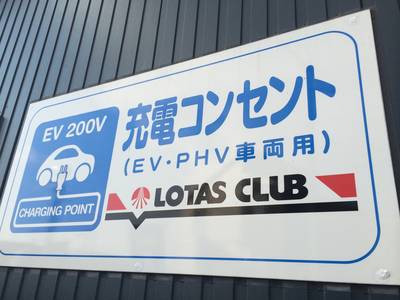 EV 200V
CHARGING POINT
充電コンセント
(EV・PHV車両用)
LOTAS CLUB